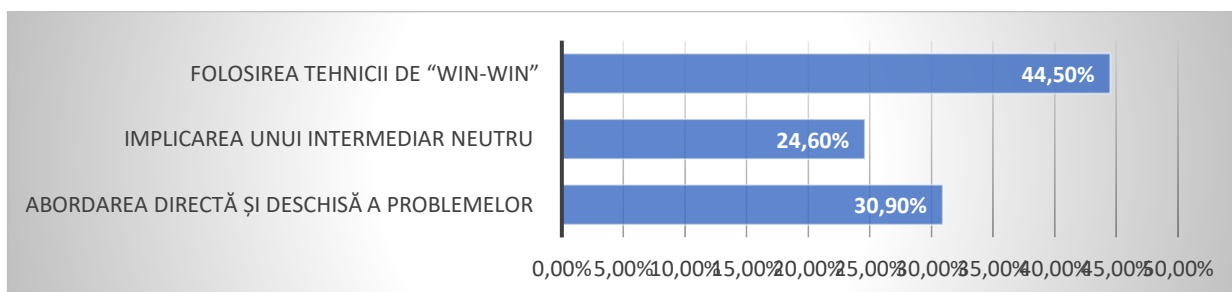 FOLOSIREA TEHNICII DE “WIN-WIN”
44,50%
IMPLICAREA UNUI INTERMEDIAR NEUTRU
24,60%
ABORDAREA DIRECTĂ ȘI DESCHISĂ A PROBLEMELOR
30,90%
0,00% 5,00% 10,00% 15,00% 20,00% 25,00% 30,00% 35,00% 40,00% 45,00% 50,00%